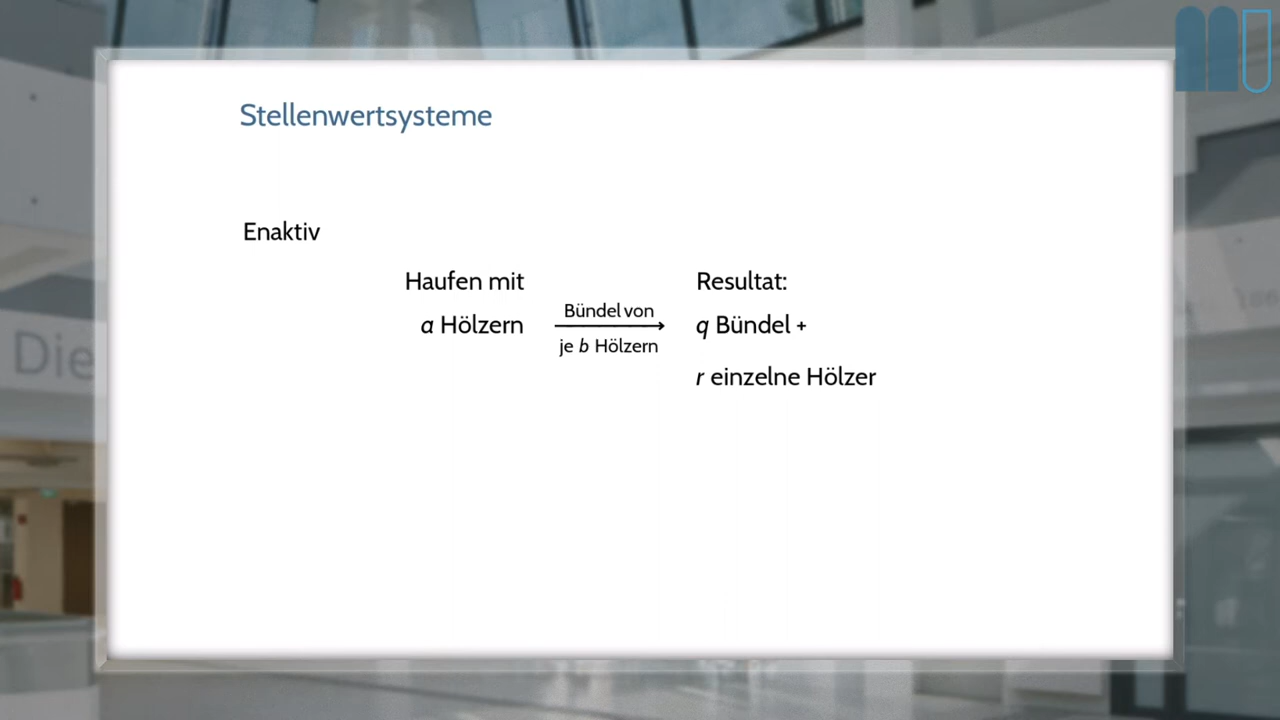 Stellenwertsysteme
Enaktiv
Haufen mit
a Hölzern
Bündel von
je b Hölzern
Resultat:
q Bündel +
r einzelne Hölzer
Die